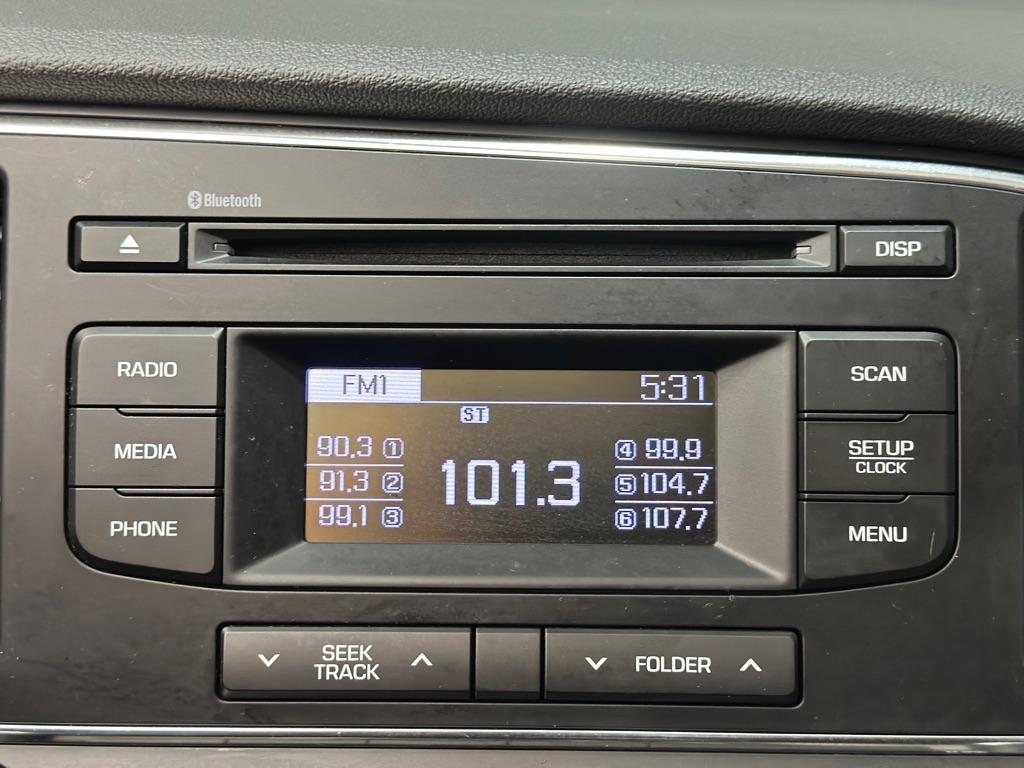 Bluetooth
DISP
RADIO
MEDIA
PHONE
FM1 5:31
ST
90.3 1
91.3 2
99.1 3
101.3
4 99.9
5 104.7
6 107.7
SCAN
SETUP
CLOCK
MENU
SEEK
TRACK
FOLDER